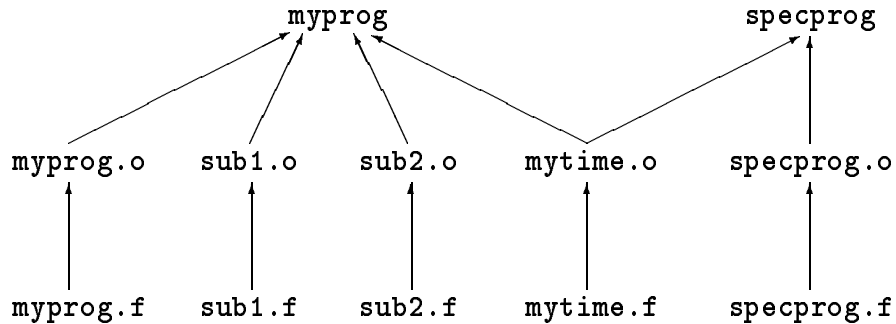 myprog specprog
myprog.o sub1.o sub2.o mytime.o specprog.o
myprog.f sub1.f sub2.f mytime.f specprog.f